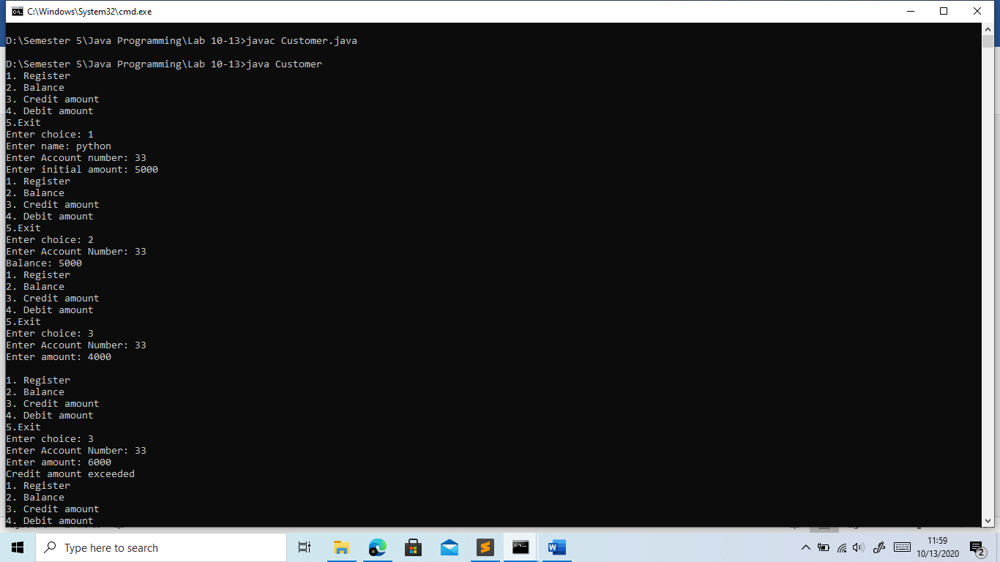 C:\Windows\System32\cmd.exe
D:\Semester 5\Java Programming\Lab 10-13>javac Customer.java
D:\Semester 5\Java Programming\Lab 10-13>java Customer
1. Register
2. Balance
3. Credit amount
4. Debit amount
5.Exit
Enter choice: 1
Enter name: python
Enter Account number: 33
Enter initial amount: 5000
1. Register
2. Balance
3. Credit amount
4. Debit amount
5.Exit
Enter choice: 2
Enter Account Number: 33
Balance: 5000
1. Register
2. Balance
3. Credit amount
4. Debit amount
5.Exit
Enter choice: 3
Enter Account Number: 33
Enter amount: 4000
1. Register
2. Balance
3. Credit amount
4. Debit amount
5.Exit
Enter choice: 3
Enter Account Number: 33
Enter amount: 6000
Credit amount exceeded
1. Register
2. Balance
3. Credit amount
4. Debit amount
Type here to search
11:59
10/13/2020
2